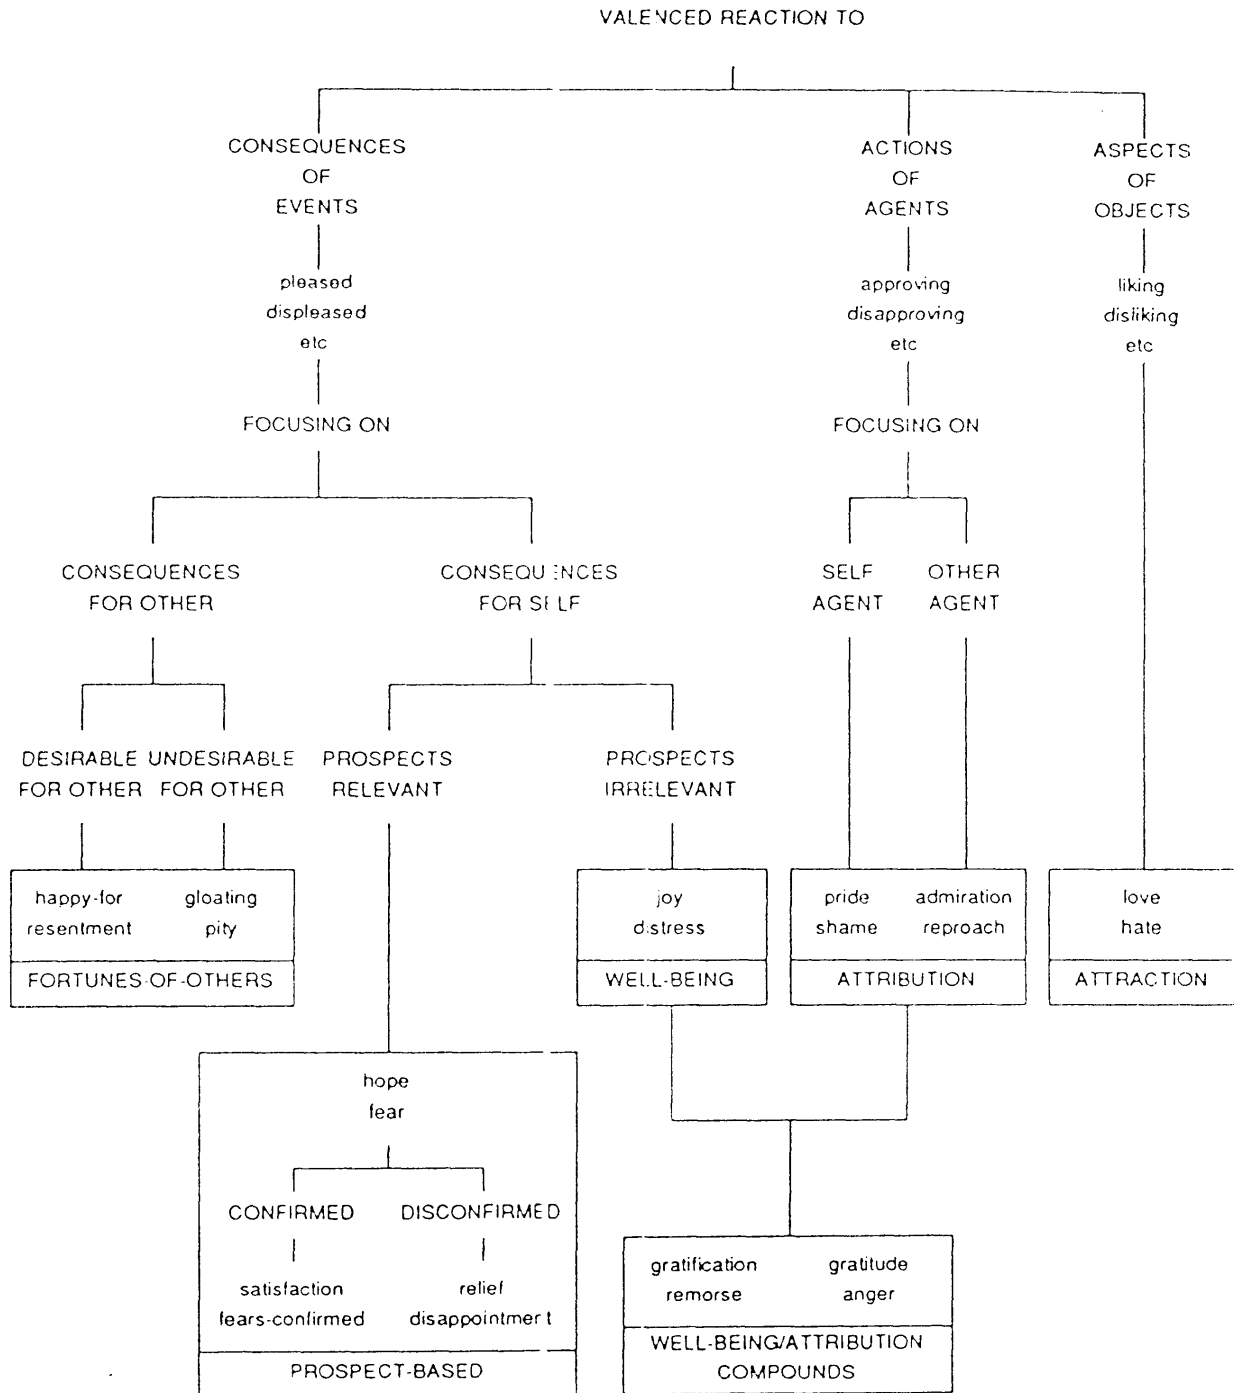 VALENCED REACTION TO
CONSEQUENCES
OF
EVENTS
ACTIONS
OF
AGENTS
ASPECTS
OF
OBJECTS
pleased
displeased
etc
approving
disapproving
etc
liking
disliking
etc
FOCUSING ON
FOCUSING ON
CONSEQUENCES
FOR OTHER
CONSEQUENCES
FOR SELF
SELF
AGENT
OTHER
AGENT
DESIRABLE
FOR OTHER
UNDESIRABLE
FOR OTHER
PROSPECTS
RELEVANT
PROSPECTS
IRRELEVANT
happy-for
resentment
gloating
pity
FORTUNES-OF-OTHERS
joy
distress
WELL-BEING
pride
shame
admiration
reproach
ATTRIBUTION
love
hate
ATTRACTION
hope
fear
CONFIRMED
DISCONFIRMED
satisfaction
fears-confirmed
relief
disappointment
PROSPECT-BASED
gratification
remorse
gratitude
anger
WELL-BEING/ATTRIBUTION
COMPOUNDS